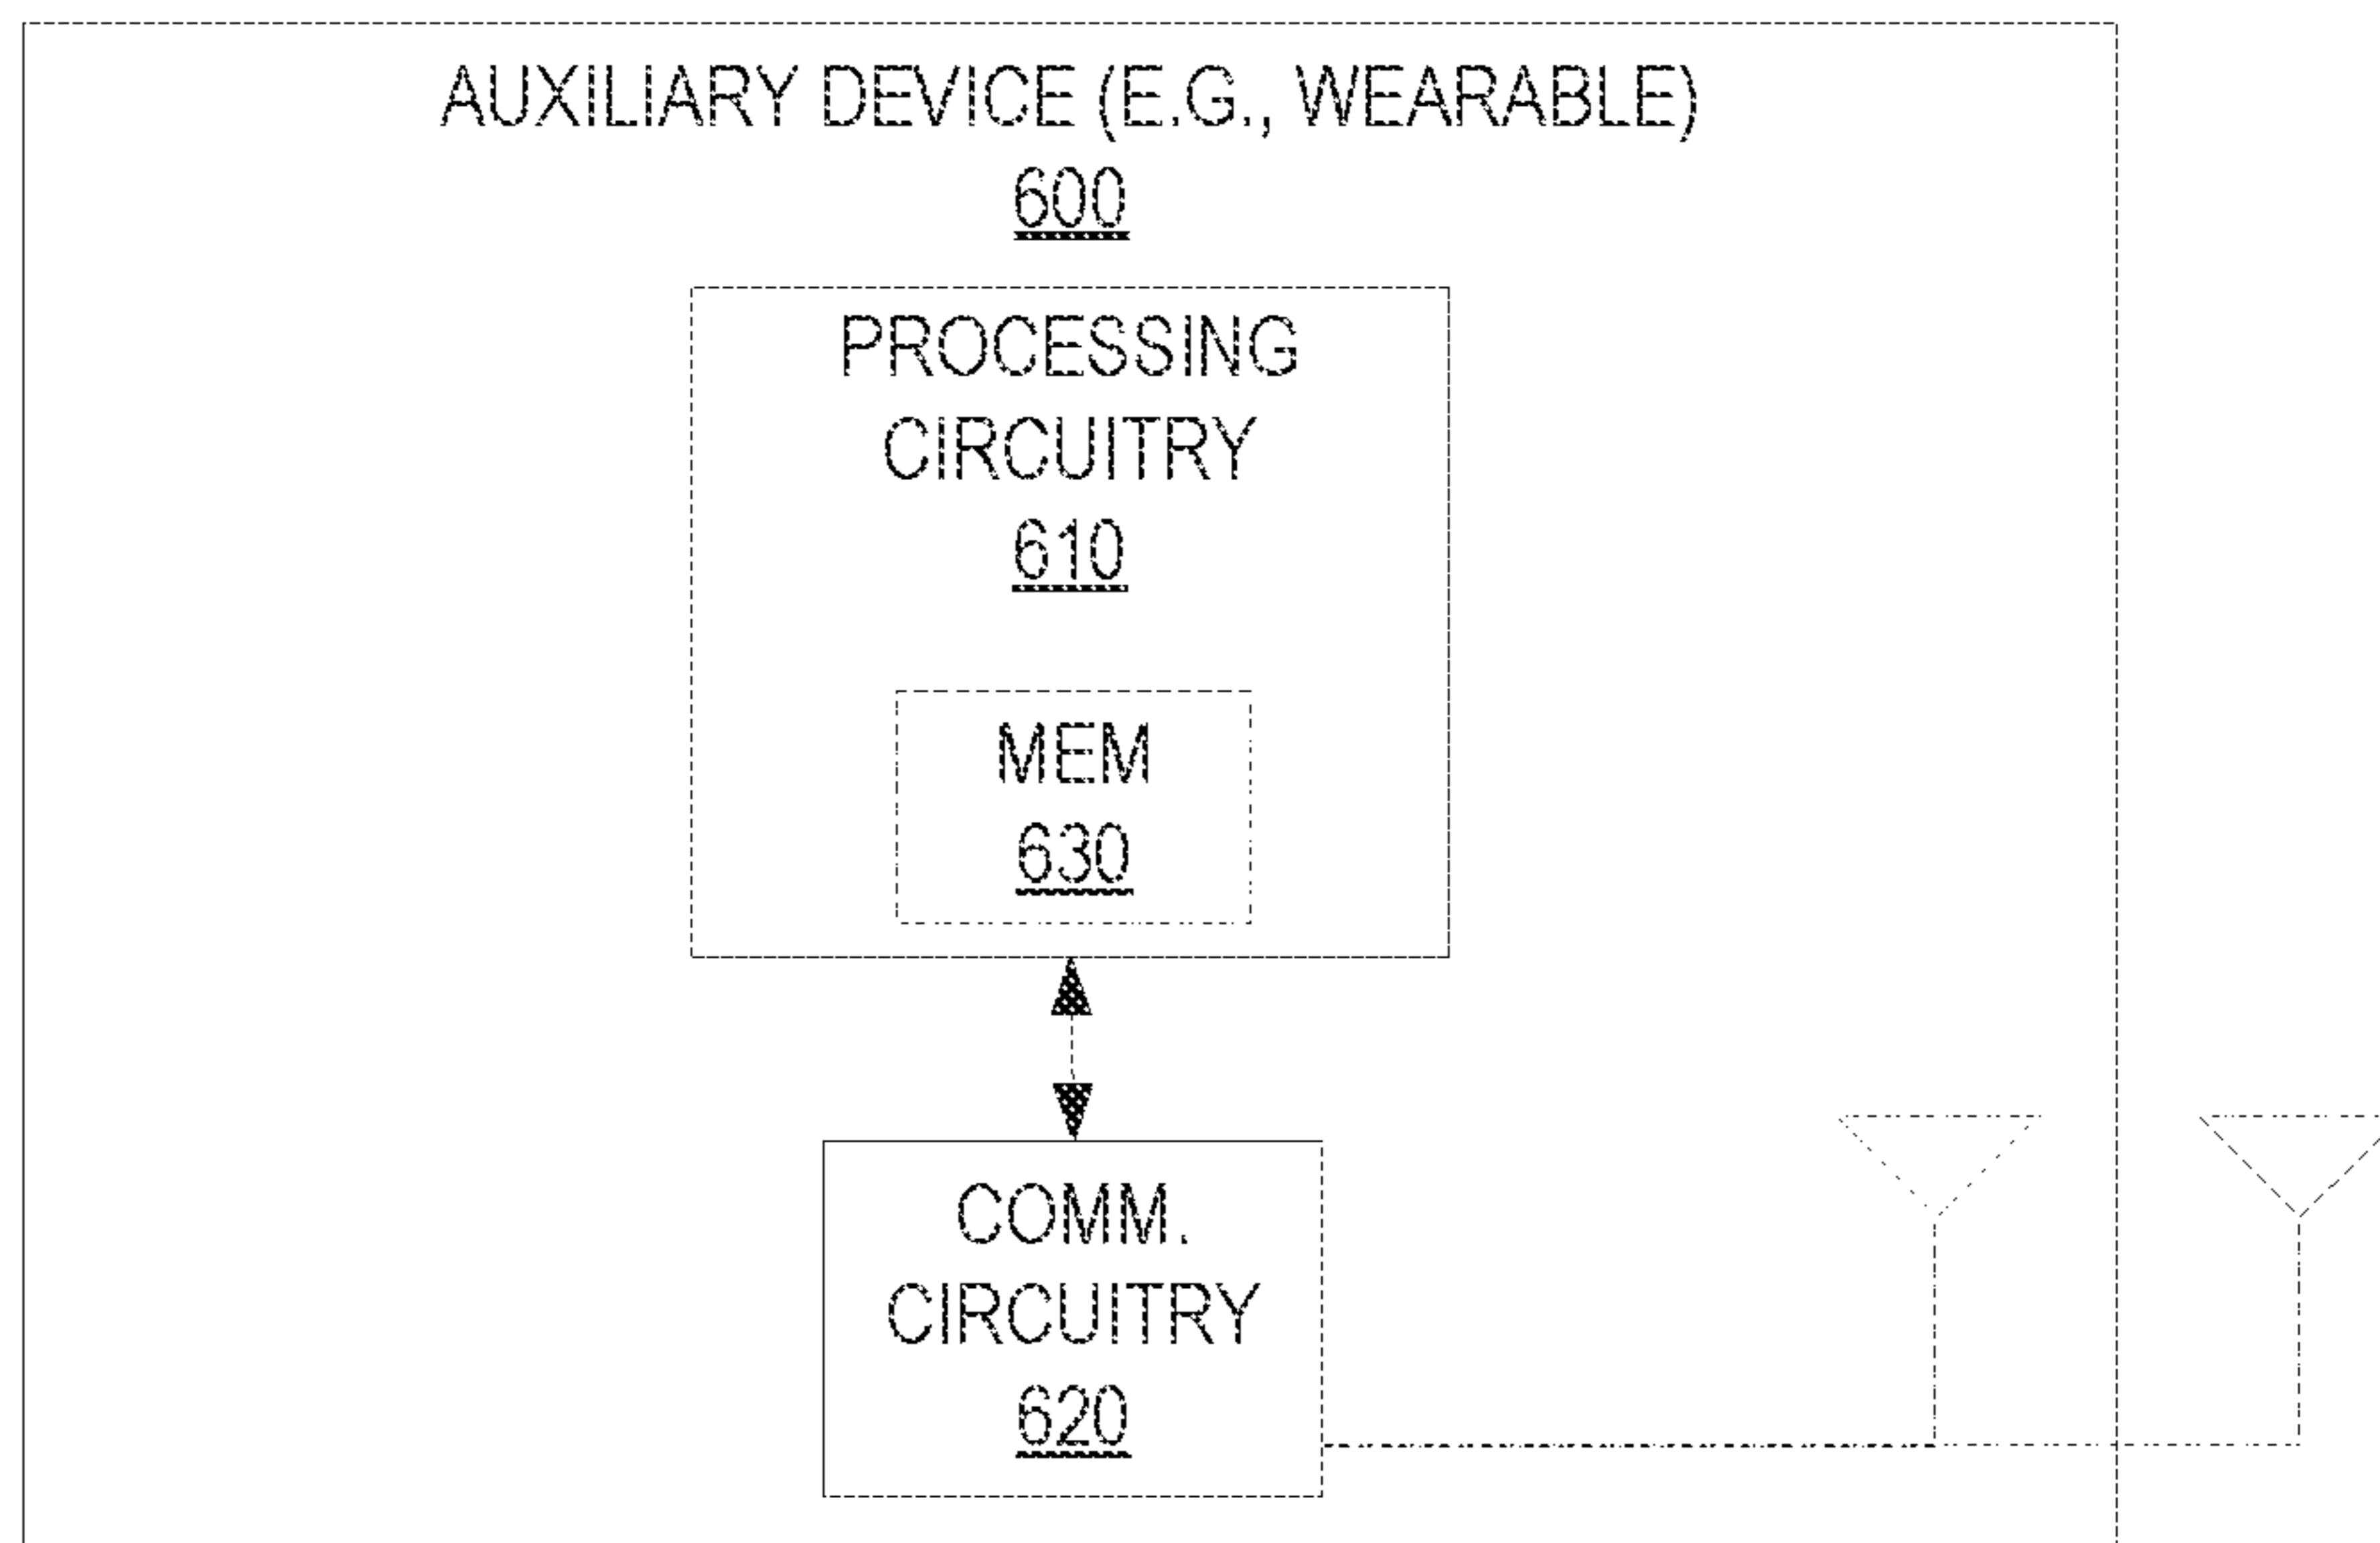 AUXILIARY DEVICE (E.G., WEARABLE)
600
PROCESSING
CIRCUITRY
610
MEM
630
COMM.
CIRCUITRY
620